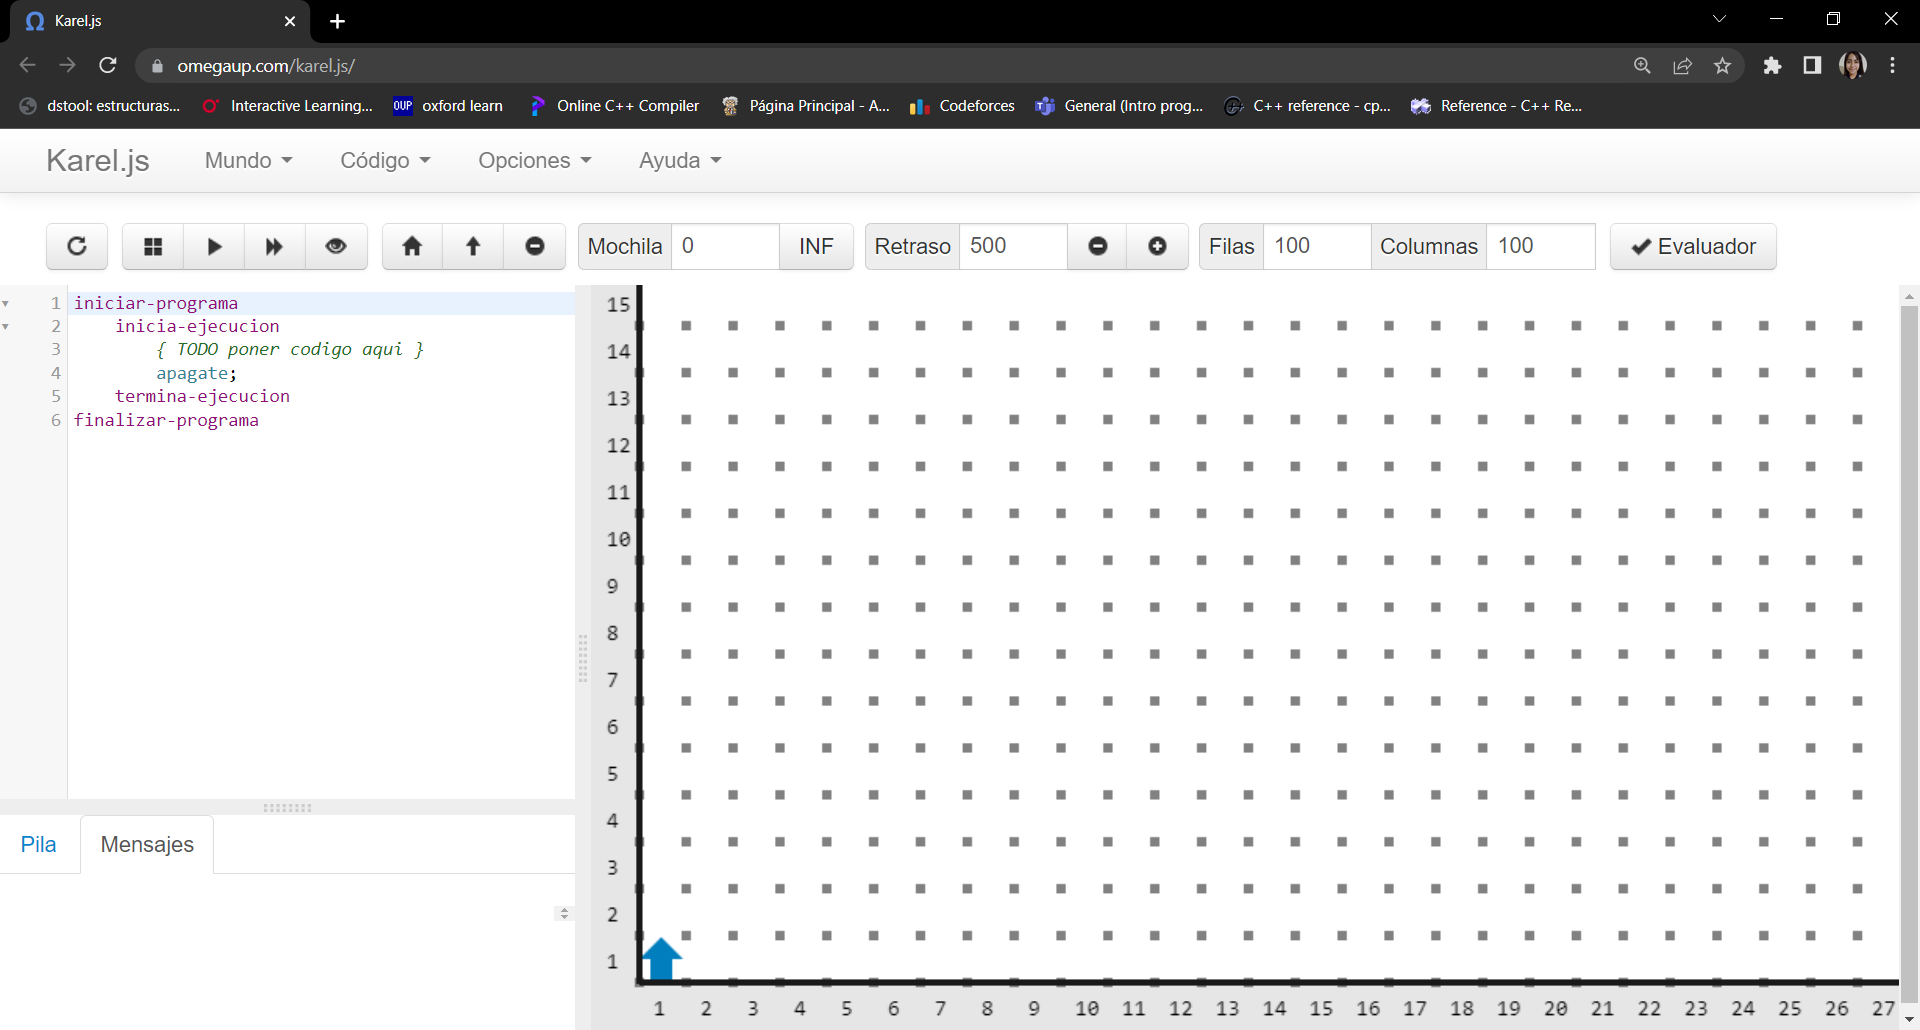 Karel.js
omegaup.com/karel.js/
dstool: estructuras... Interactive Learning... OUP oxford learn Online C++ Compiler Página Principal - A... Codeforces General (Intro prog... C++ reference - cp... Reference - C++ Re...
Karel.js Mundo Código Opciones Ayuda
Mochila 0 INF Retraso 500 Filas 100 Columnas 100 Evaluador
1 iniciar-programa
2 inicia-ejecucion
3 { TODO poner codigo aqui }
4 apagate;
5 termina-ejecucion
6 finalizar-programa
Pila Mensajes
15
14
13
12
11
10
9
8
7
6
5
4
3
2
1
1 2 3 4 5 6 7 8 9 10 11 12 13 14 15 16 17 18 19 20 21 22 23 24 25 26 27